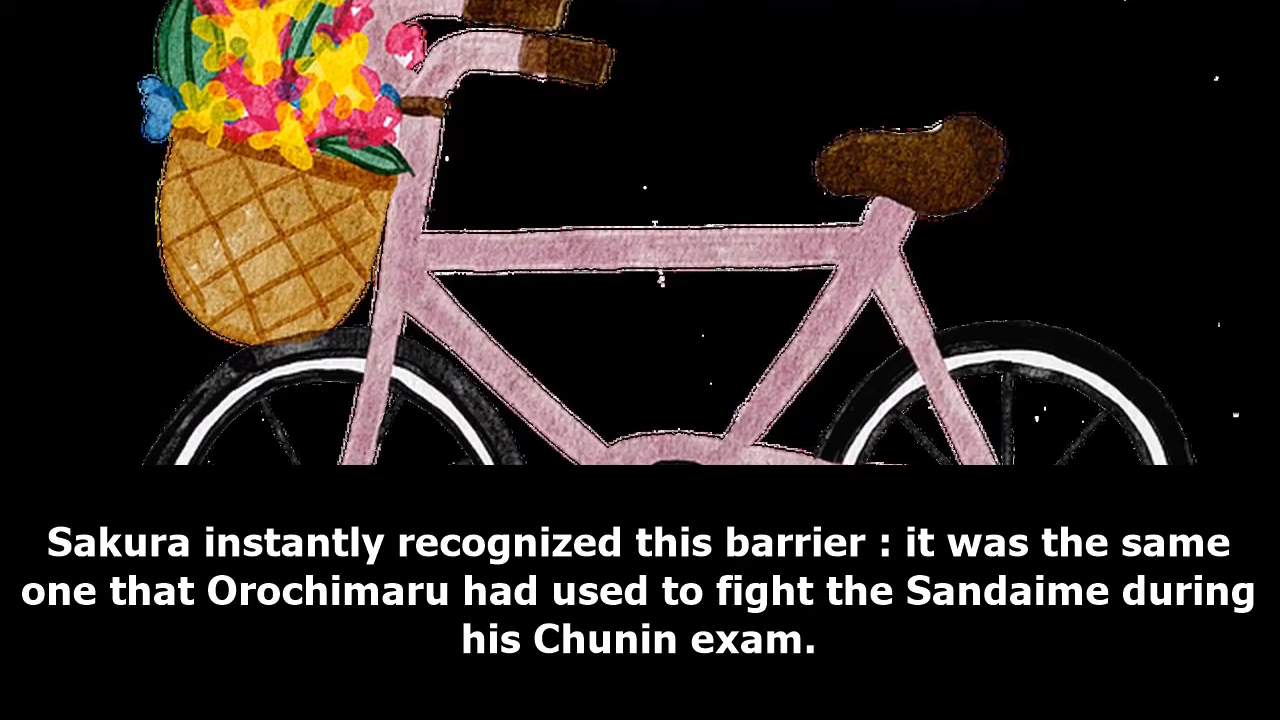 Sakura instantly recognized this barrier : it was the same
one that Orochimaru had used to fight the Sandaime during
his Chunin exam.